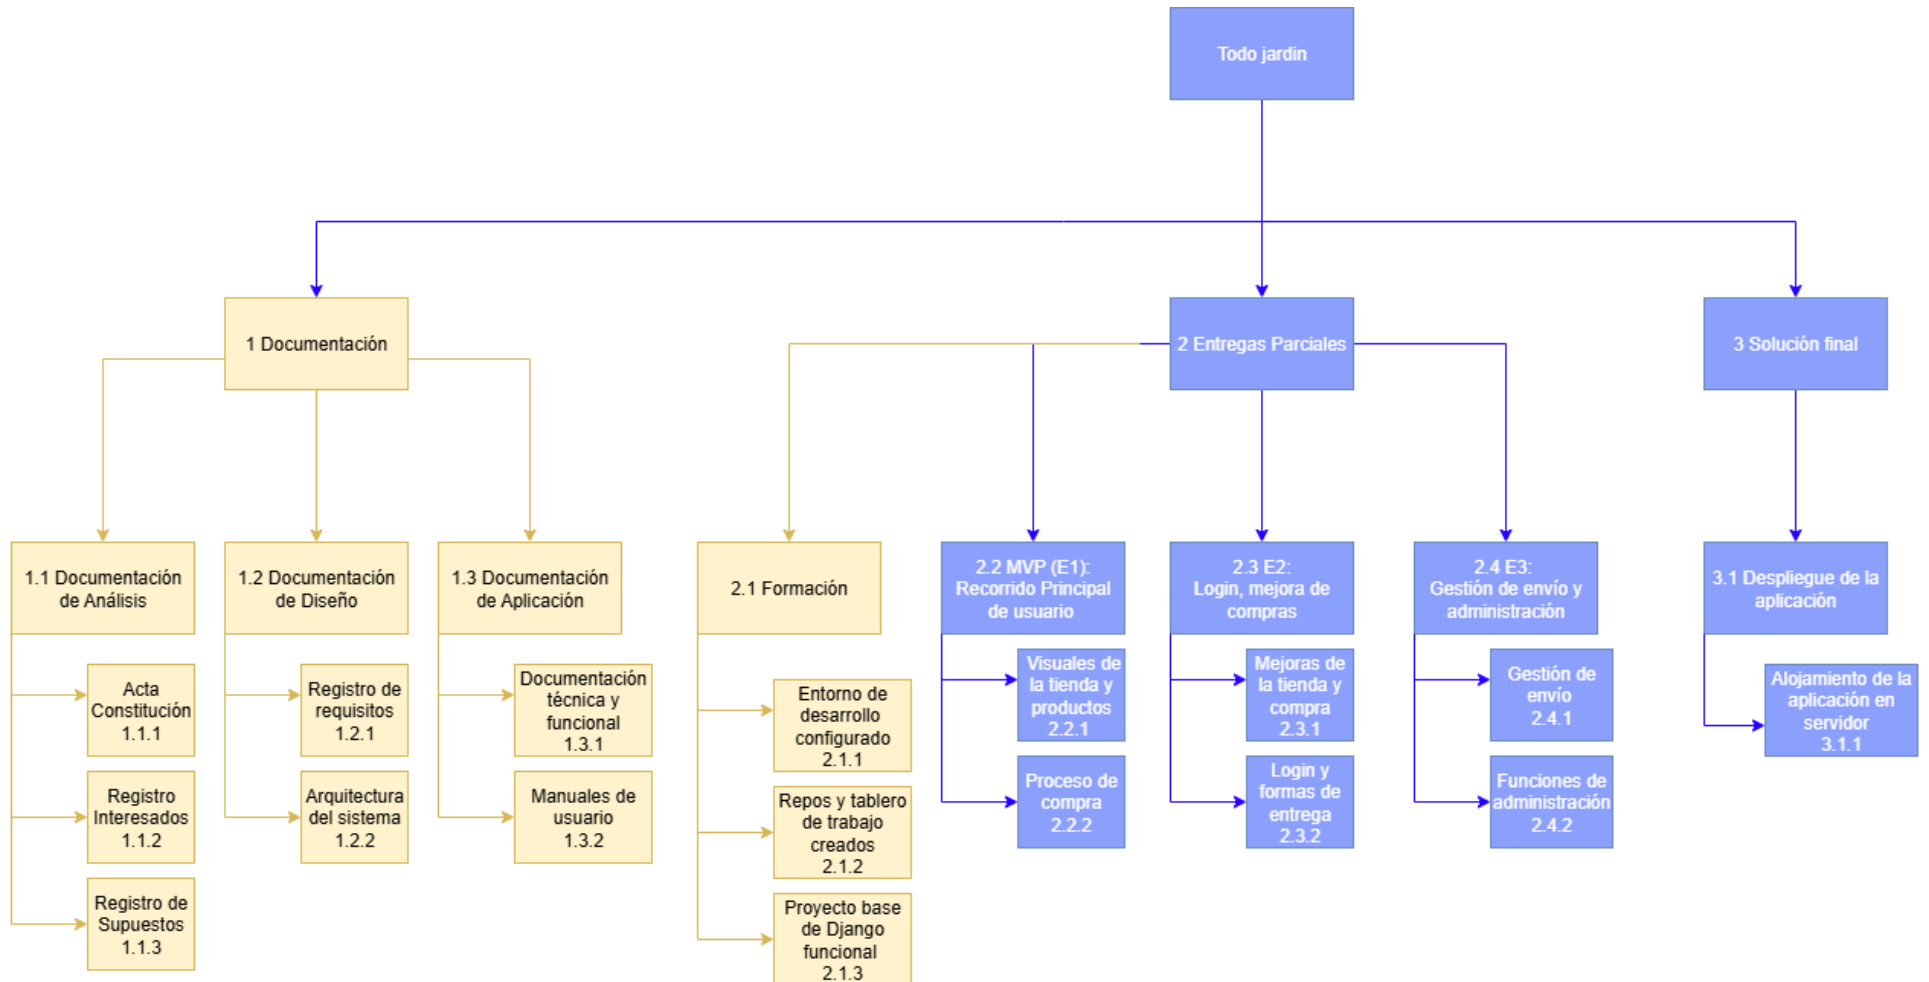 Todo jardin
1 Documentación
2 Entregas Parciales
3 Solución final
1.1 Documentación
de Análisis
1.2 Documentación
de Diseño
1.3 Documentación
de Aplicación
2.1 Formación
2.2 MVP (E1):
Recorrido Principal
de usuario
2.3 E2:
Login, mejora de
compras
2.4 E3:
Gestión de envío y
administración
3.1 Despliegue de la
aplicación
Acta
Constitución
1.1.1
Registro
Interesados
1.1.2
Registro de
Supuestos
1.1.3
Registro de
requisitos
1.2.1
Arquitectura
del sistema
1.2.2
Documentación
técnica y
funcional
1.3.1
Manuales de
usuario
1.3.2
Entorno de
desarrollo
configurado
2.1.1
Repos y tablero
de trabajo
creados
2.1.2
Proyecto base
de Django
funcional
2.1.3
Visuales de
la tienda y
productos
2.2.1
Proceso de
compra
2.2.2
Mejoras de
la tienda y
compra
2.3.1
Login y
formas de
entrega
2.3.2
Gestión de
envío
2.4.1
Funciones de
administración
2.4.2
Alojamiento de la
aplicación en
servidor
3.1.1